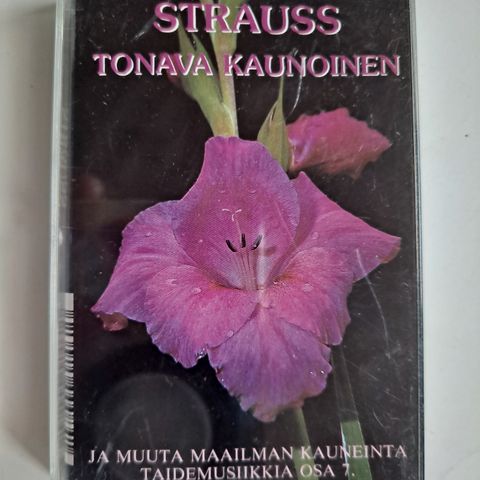 STRAUSS
TONAVA KAUNOINEN
JA MUUTA MAAILMAN KAUNEINTA
TAIDEMUSIIKKIA OSA 7.